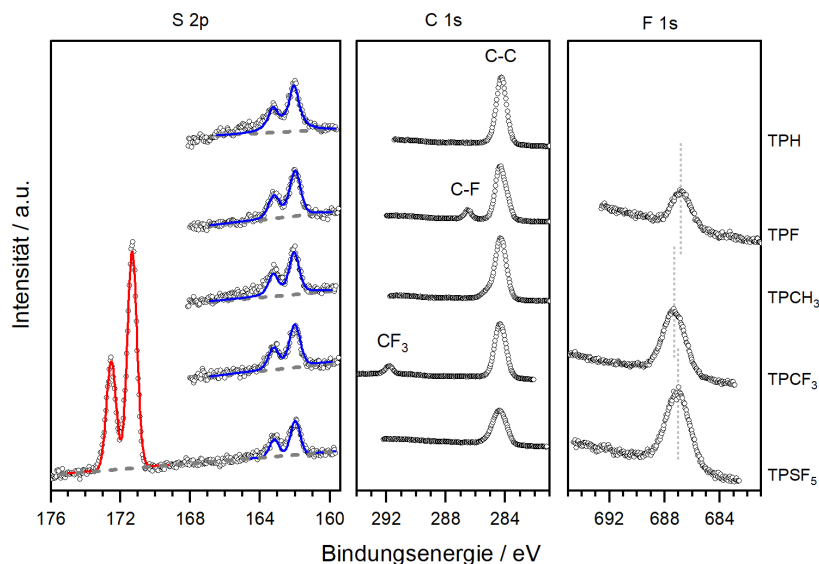 S 2p
C 1s
F 1s
C-C
TPH
C-F
TPF
TPCH₃
CF₃
TPCF₃
TPSF₅
Intensität / a.u.
176 172 168 164 160
292 288 284
692 688 684
Bindungsenergie / eV